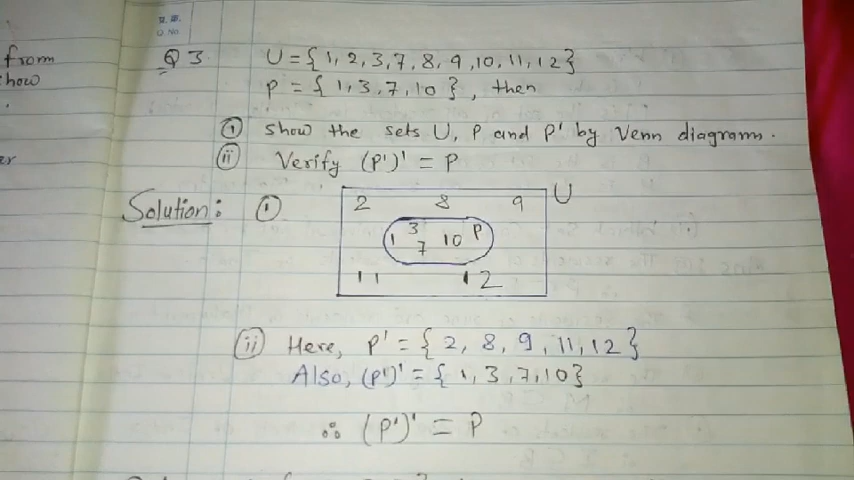 from
show
Q 3 U = { 1, 2, 3, 7, 8, 9, 10, 11, 12 }
P = { 1, 3, 7, 10 }, then
(i) show the sets U, P and P' by Venn diagram.
(ii) Verify (P')' = P
Solution: (i)
U
2 8 9
1 3 7 10 P
11 12
(ii) Here, P' = { 2, 8, 9, 11, 12 }
Also, (P')' = { 1, 3, 7, 10 }
∴ (P')' = P